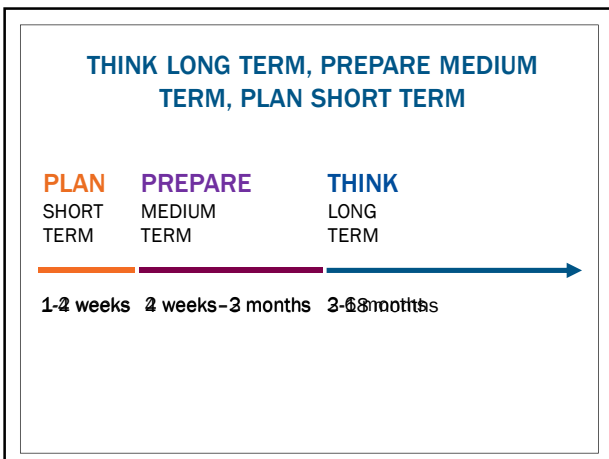 THINK LONG TERM, PREPARE MEDIUM
TERM, PLAN SHORT TERM
PLAN
SHORT
TERM
PREPARE
MEDIUM
TERM
THINK
LONG
TERM
weeks
weeks– months
months